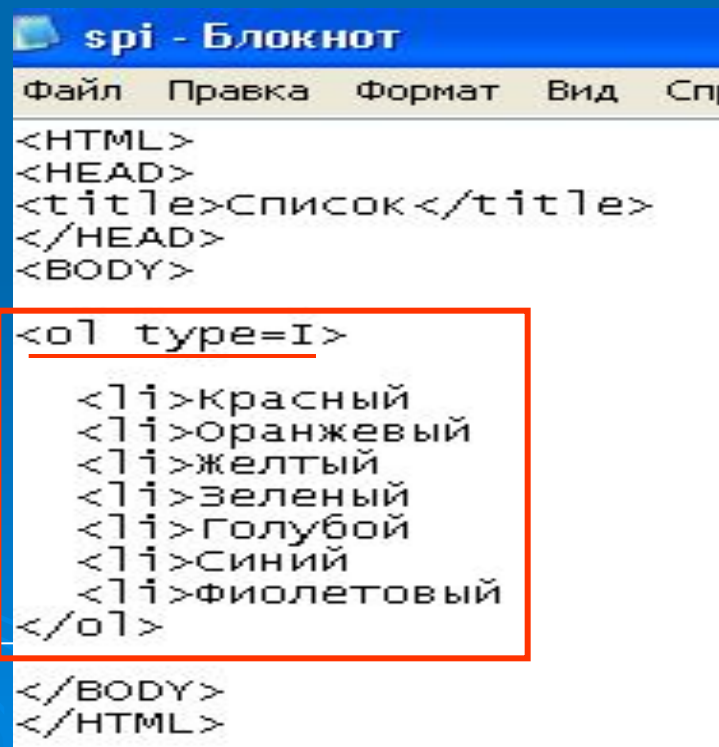 spi - Блокнот
Файл Правка Формат Вид Спр
<HTML>
<HEAD>
<title>Список</title>
</HEAD>
<BODY>
<ol type=I>
<li>Красный
<li>Оранжевый
<li>Желтый
<li>Зеленый
<li>Голубой
<li>Синий
<li>Фиолетовый
</ol>
</BODY>
</HTML>